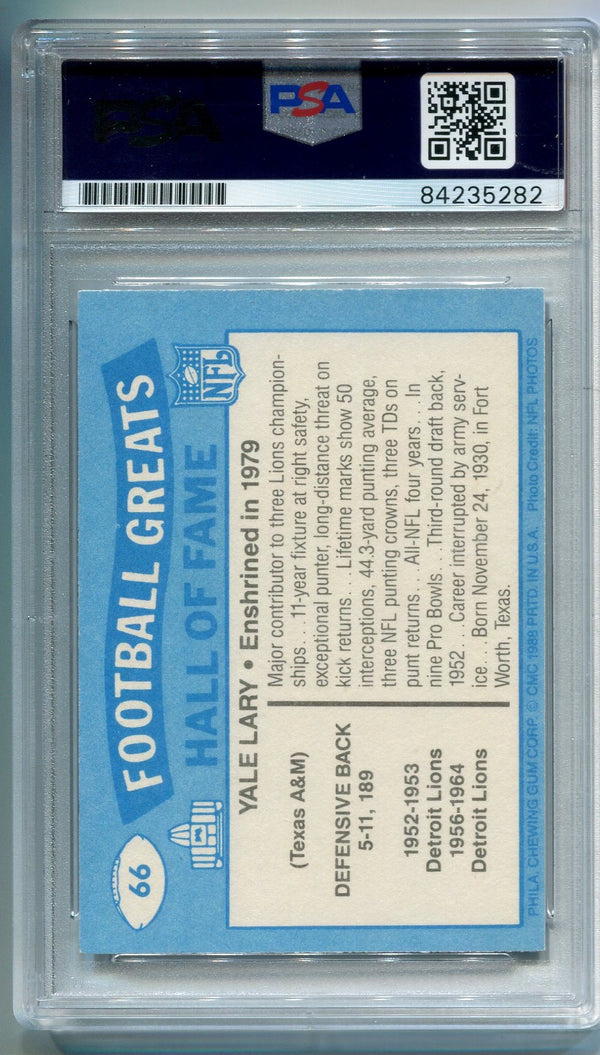 PSA
PSA
84235282
FOOTBALL GREATS
HALL OF FAME
NFL
66
YALE LARY • Enshrined in 1979
(Texas A&M)
DEFENSIVE BACK
5-11, 189
1952-1953
Detroit Lions
1956-1964
Detroit Lions
Major contributor to three Lions champion-
ships... 11-year fixture at right safety,
exceptional punter, long-distance threat on
kick returns... Lifetime marks show 50
interceptions, 44.3-yard punting average,
three NFL punting crowns, three TDs on
punt returns... All-NFL four years... In
nine Pro Bowls... Third-round draft back,
1952... Career interrupted by army serv-
ice... Born November 24, 1930, in Fort
Worth, Texas.
PHILA. CHEWING GUM CORP. © CMC 1988 PRTD. IN U.S.A. Photo Credit: NFL PHOTOS